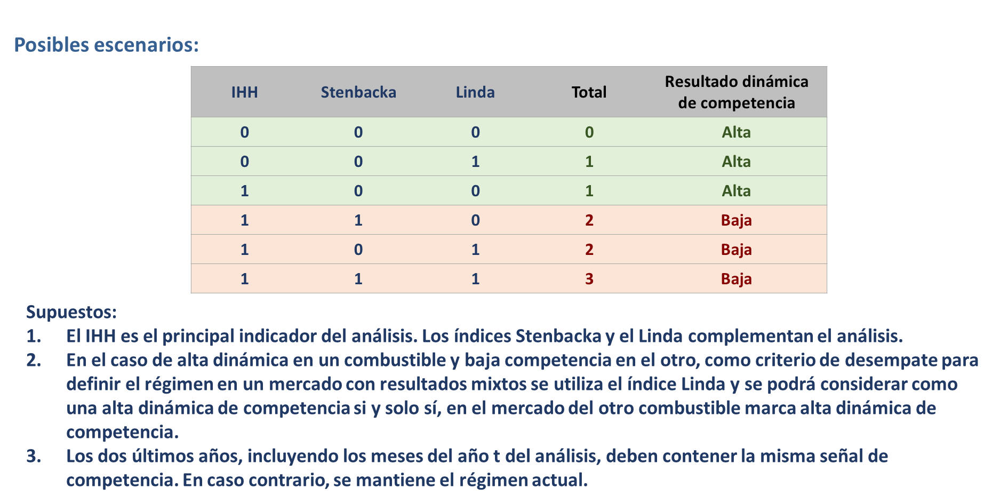 Posibles escenarios:
IHH Stenbacka Linda Total Resultado dinámica de competencia
0 0 0 0 Alta
0 0 1 1 Alta
1 0 0 1 Alta
1 1 0 2 Baja
1 0 1 2 Baja
1 1 1 3 Baja
Supuestos:
1. El IHH es el principal indicador del análisis. Los índices Stenbacka y el Linda complementan el análisis.
2. En el caso de alta dinámica en un combustible y baja competencia en el otro, como criterio de desempate para
definir el régimen en un mercado con resultados mixtos se utiliza el índice Linda y se podrá considerar como
una alta dinámica de competencia si y solo sí, en el mercado del otro combustible marca alta dinámica de
competencia.
3. Los dos últimos años, incluyendo los meses del año t del análisis, deben contener la misma señal de
competencia. En caso contrario, se mantiene el régimen actual.